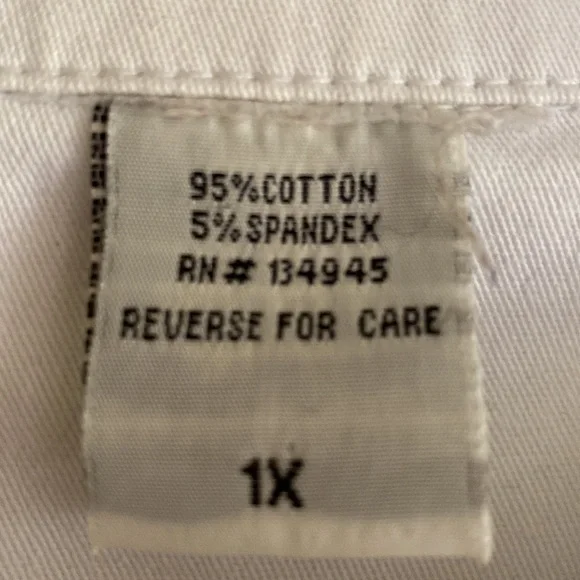 95%COTTON
5%SPANDEX
RN# 134945
REVERSE FOR CARE
1X